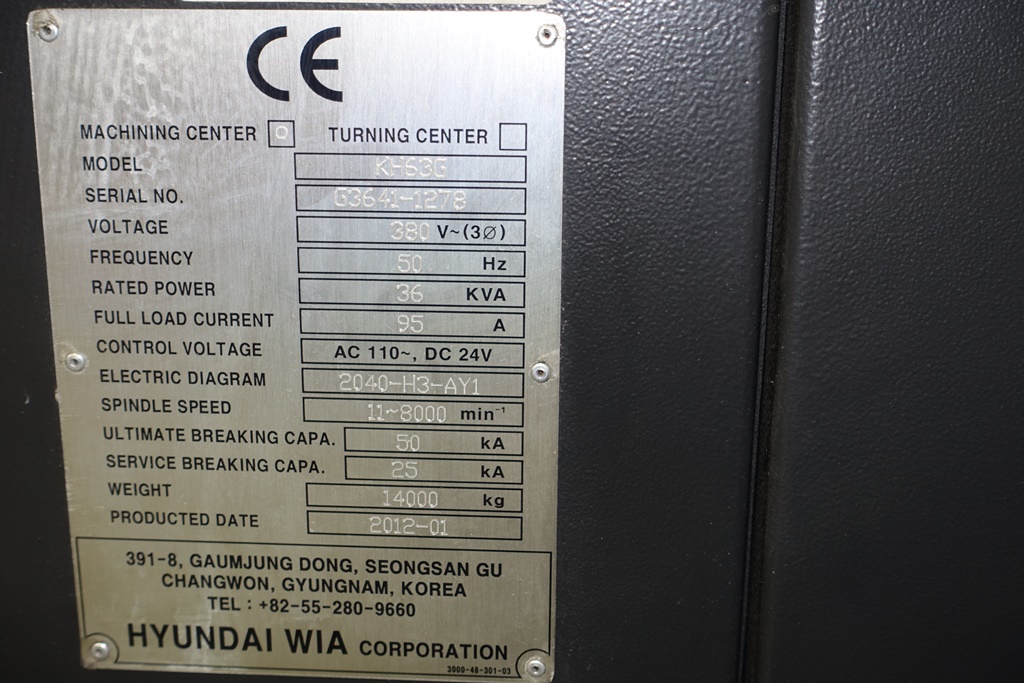 CE
MACHINING CENTER O TURNING CENTER
MODEL KH63G
SERIAL NO. G3641-1278
VOLTAGE 380 V~(3Ø)
FREQUENCY 50 Hz
RATED POWER 36 KVA
FULL LOAD CURRENT 95 A
CONTROL VOLTAGE AC 110~, DC 24V
ELECTRIC DIAGRAM 2040-H3-AY1
SPINDLE SPEED 11~8000 min⁻¹
ULTIMATE BREAKING CAPA. 50 kA
SERVICE BREAKING CAPA. 25 kA
WEIGHT 14000 kg
PRODUCTED DATE 2012-01
391-8, GAUMJUNG DONG, SEONGSAN GU
CHANGWON, GYUNGNAM, KOREA
TEL : +82-55-280-9660
HYUNDAI WIA CORPORATION
3000-48-301-03